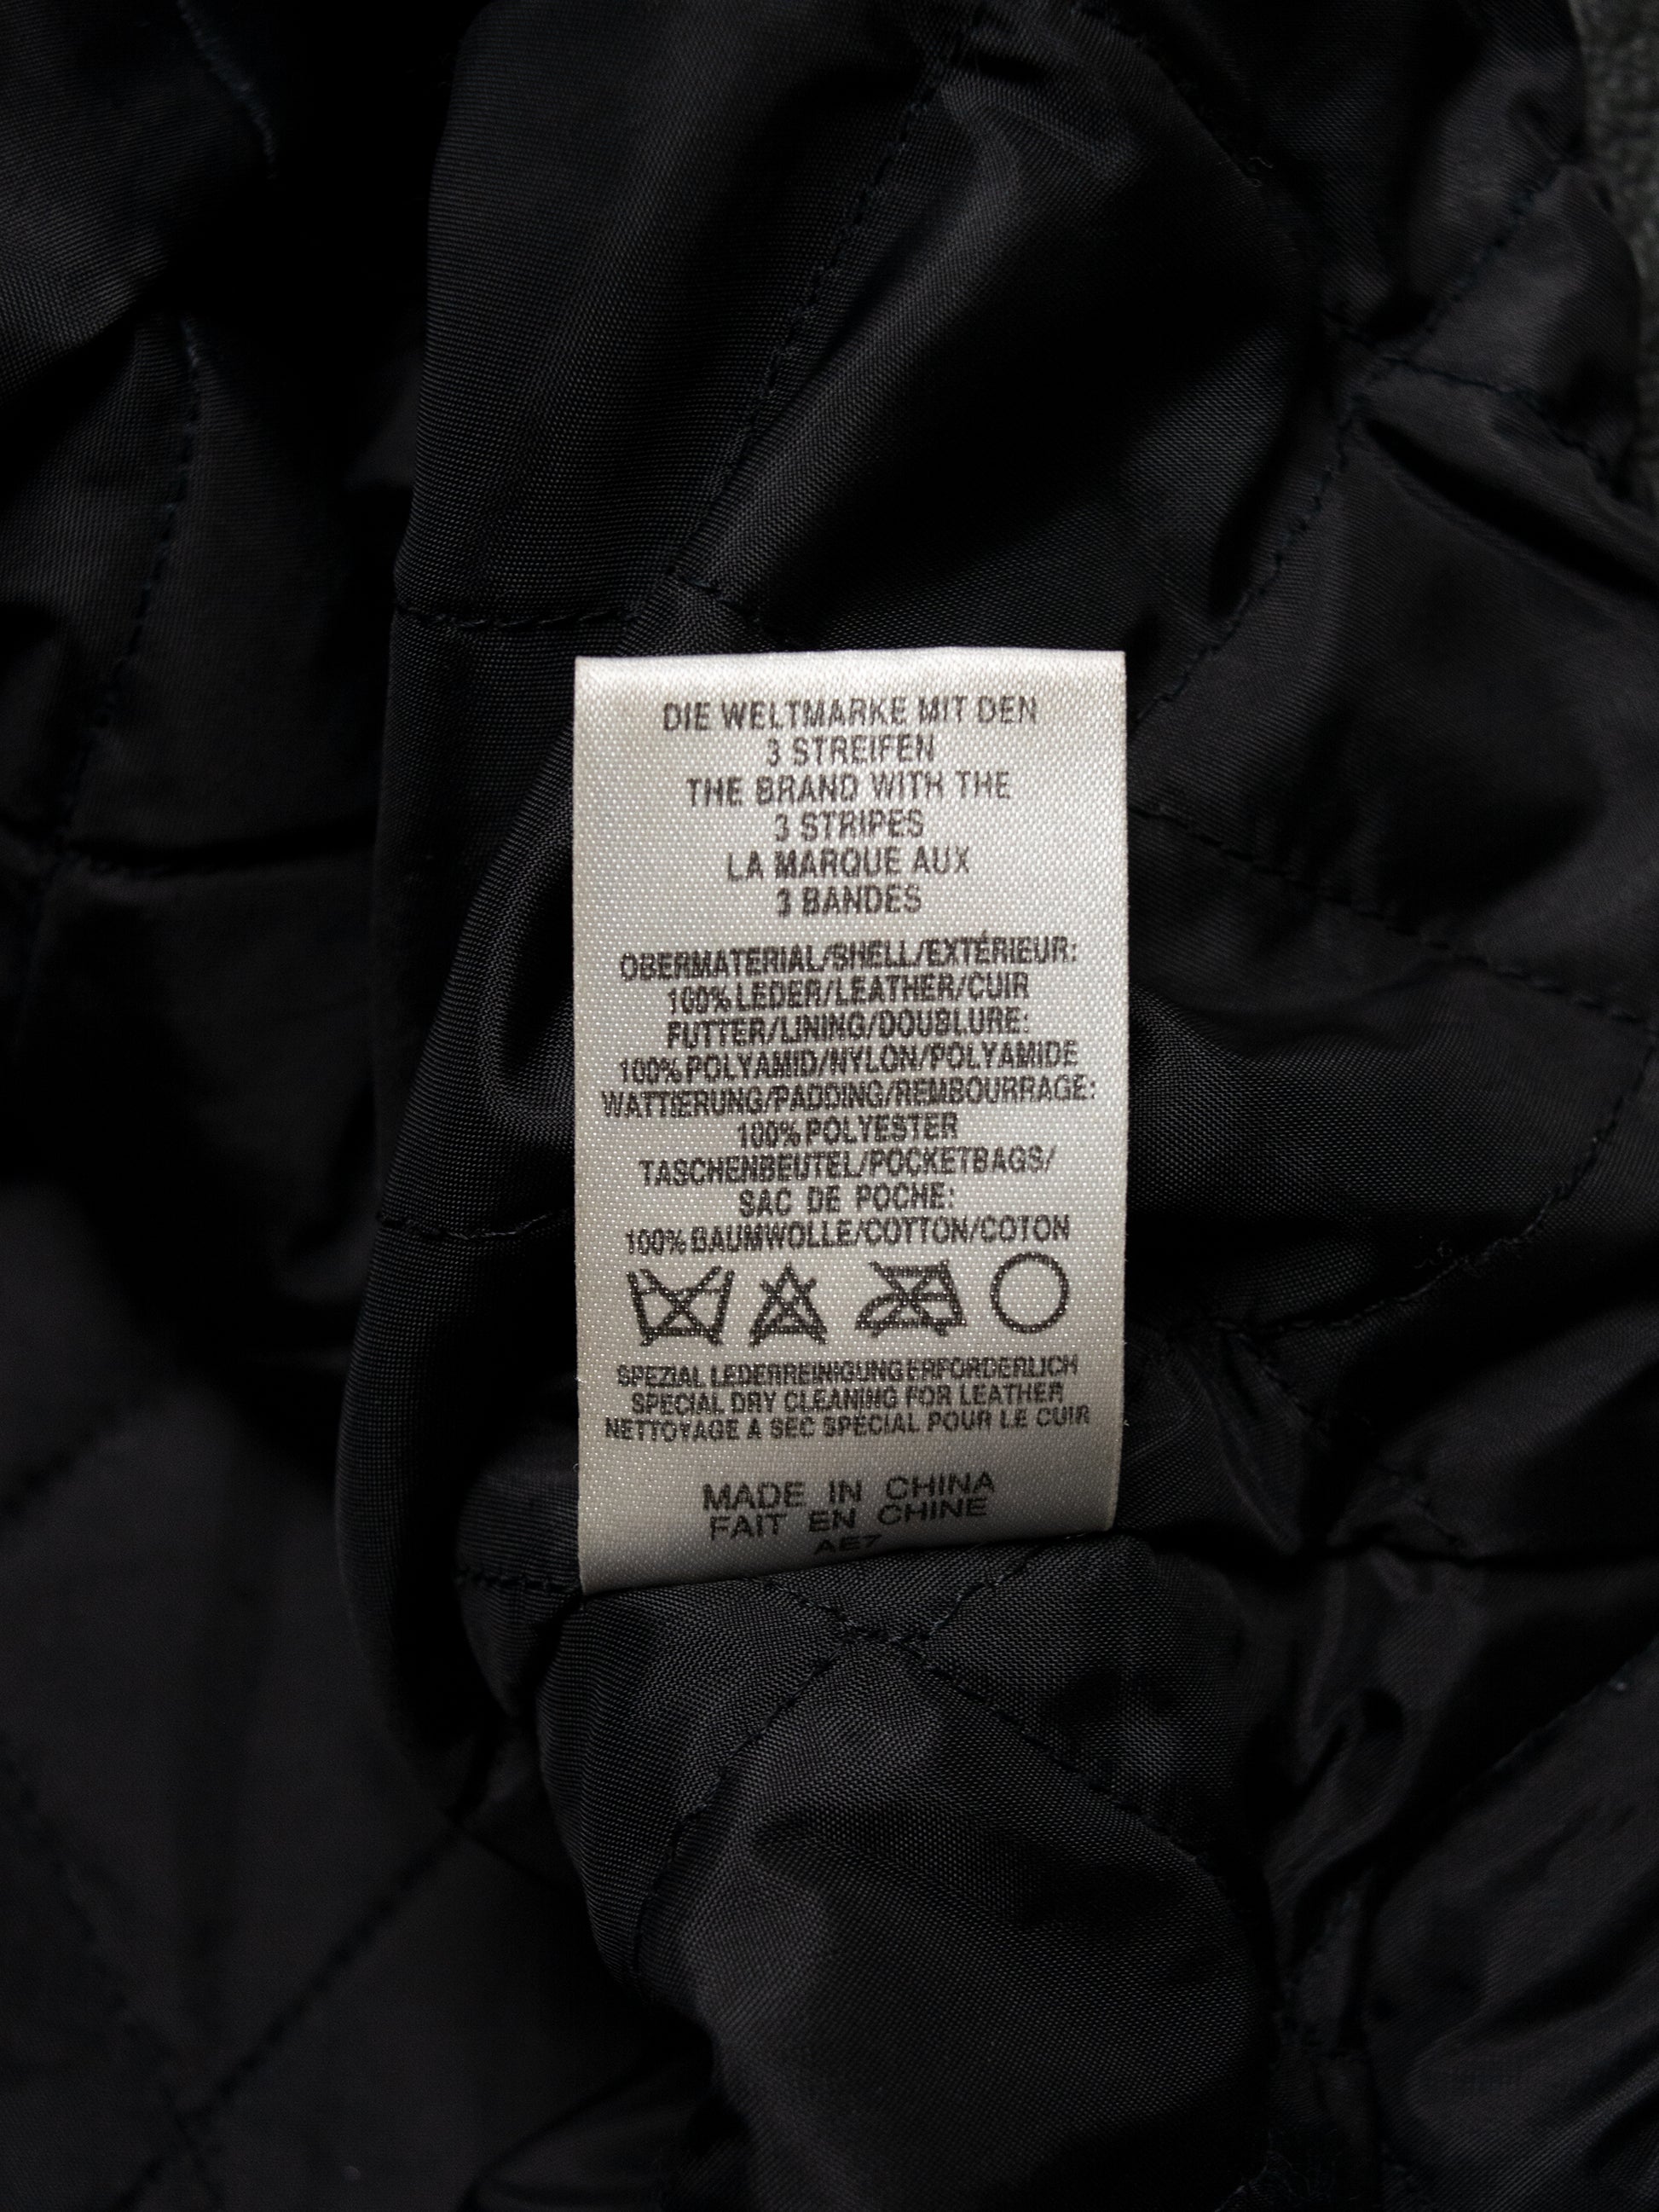 DIE WELTMARKE MIT DEN
3 STREIFEN
THE BRAND WITH THE
3 STRIPES
LA MARQUE AUX
3 BANDES
OBERMATERIAL/SHELL/EXTÉRIEUR:
100% LEDER/LEATHER/CUIR
FUTTER/LINING/DOUBLURE:
100% POLYAMID/NYLON/POLYAMIDE
WATTIERUNG/PADDING/REMBOURRAGE:
100% POLYESTER
TASCHENBEUTEL/POCKETBAGS/
SAC DE POCHE:
100% BAUMWOLLE/COTTON/COTON
SPEZIAL LEDERREINIGUNG ERFORDERLICH
SPECIAL DRY CLEANING FOR LEATHER
NETTOYAGE A SEC SPÉCIAL POUR LE CUIR
MADE IN CHINA
FAIT EN CHINE
AE7